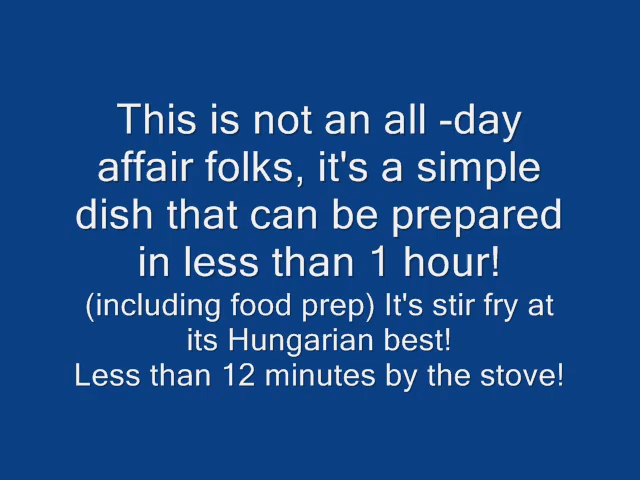 This is not an all -day
affair folks, it's a simple
dish that can be prepared
in less than 1 hour!
(including food prep) It's stir fry at
its Hungarian best!
Less than 12 minutes by the stove!